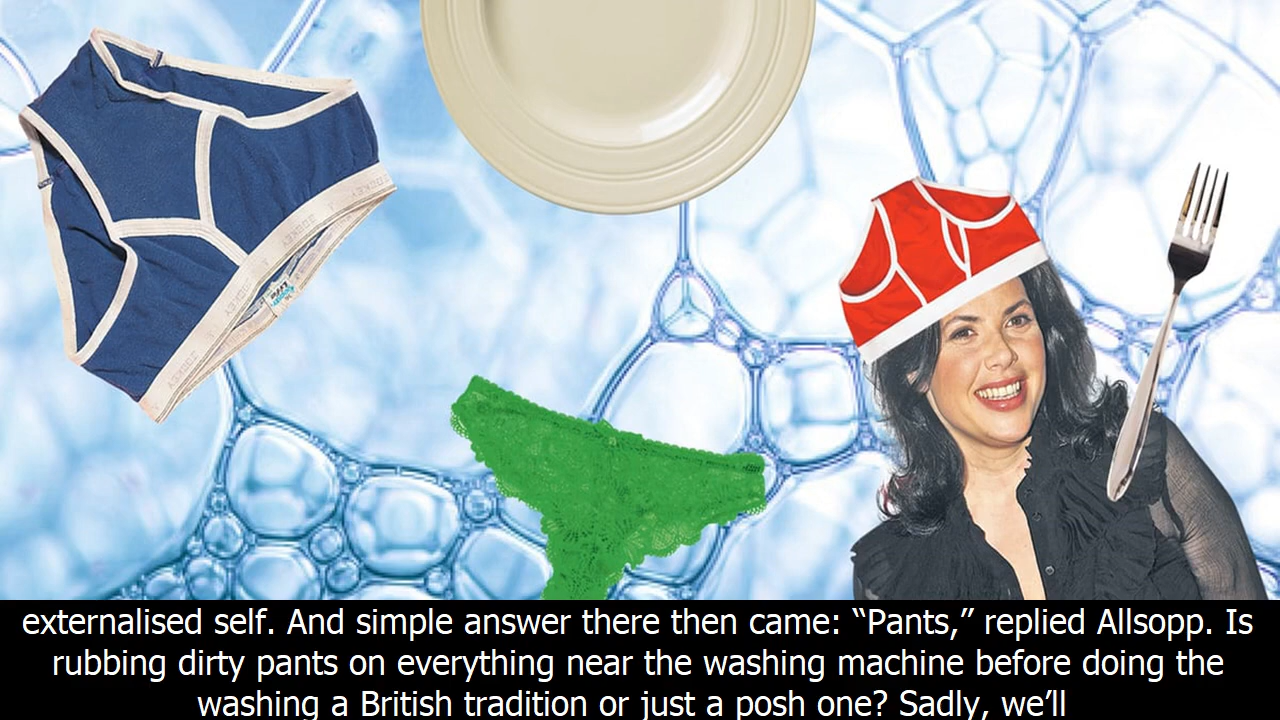 externalised self. And simple answer there then came: “Pants,” replied Allsopp. Is
rubbing dirty pants on everything near the washing machine before doing the
washing a British tradition or just a posh one? Sadly, we’ll